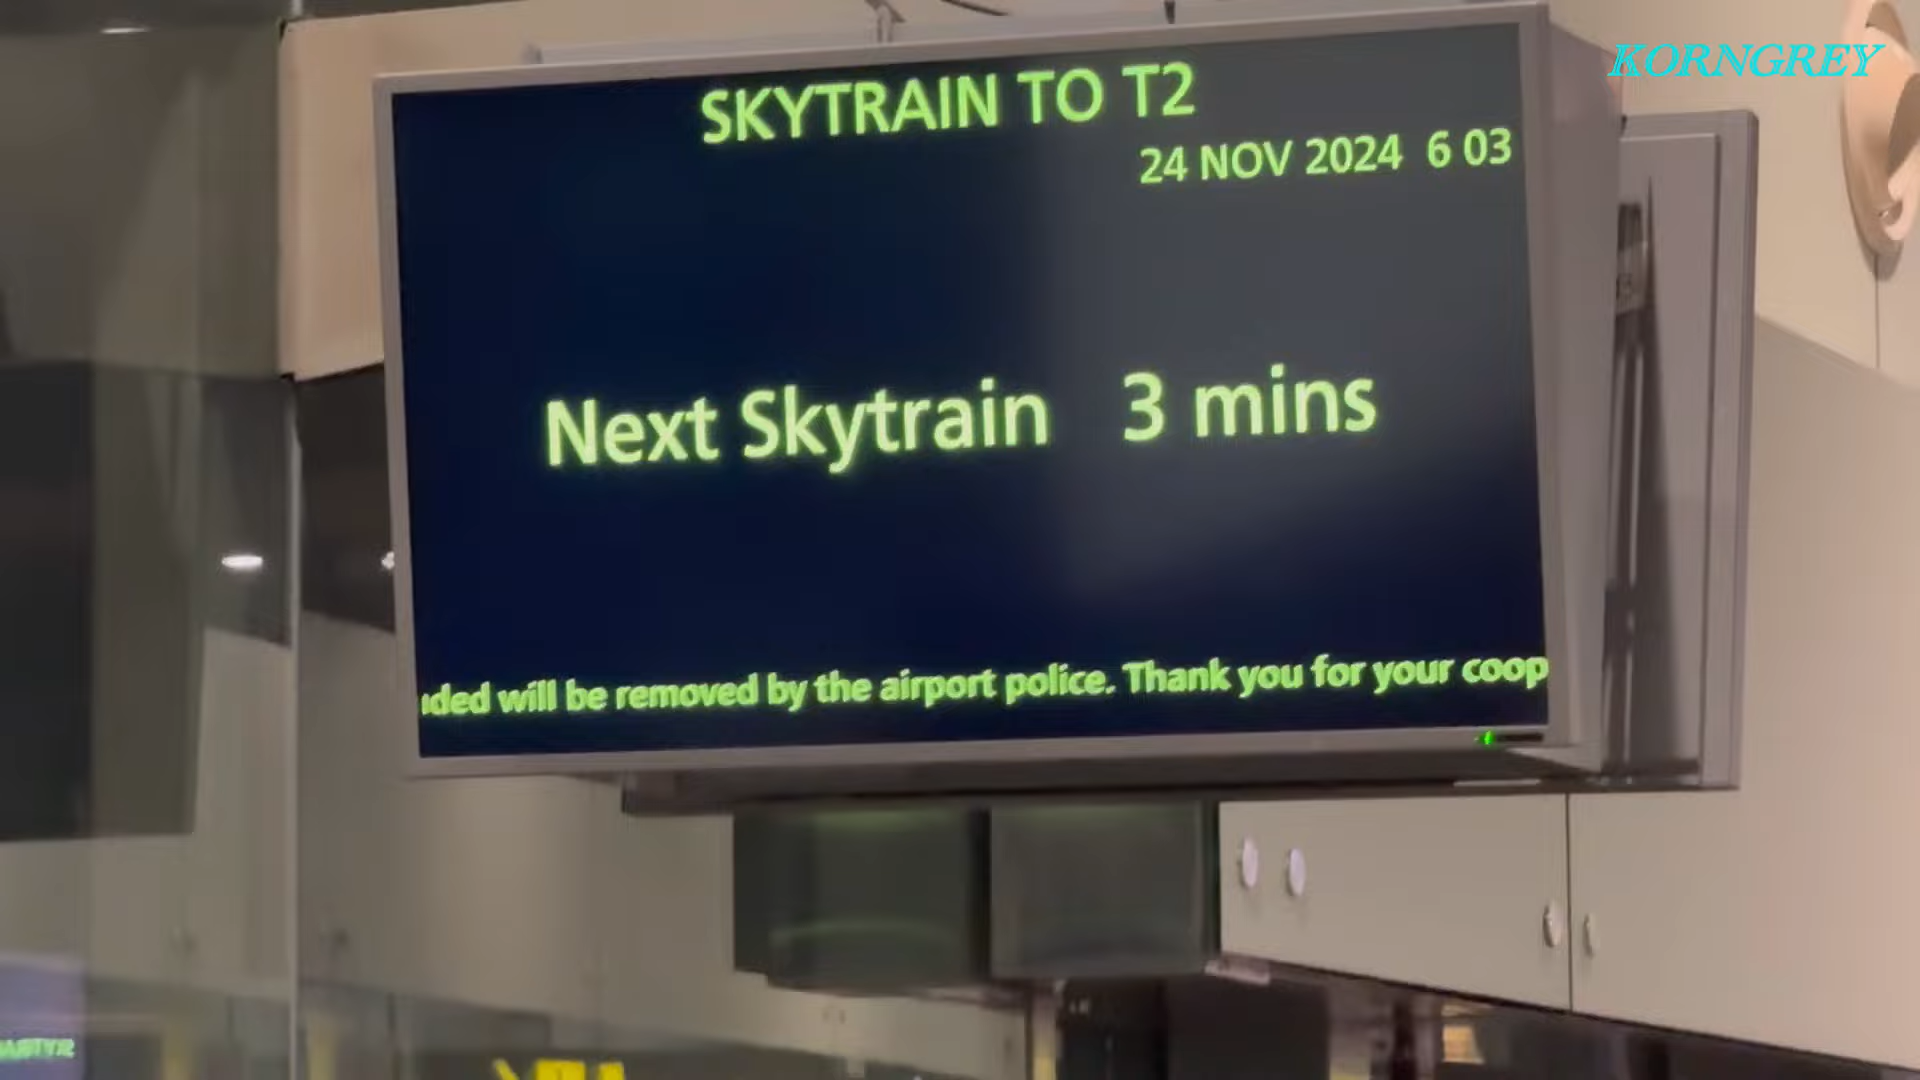 KORNGREY
SKYTRAIN TO T2
24 NOV 2024 6 03
Next Skytrain 3 mins
will be removed by the airport police. Thank you for your coop